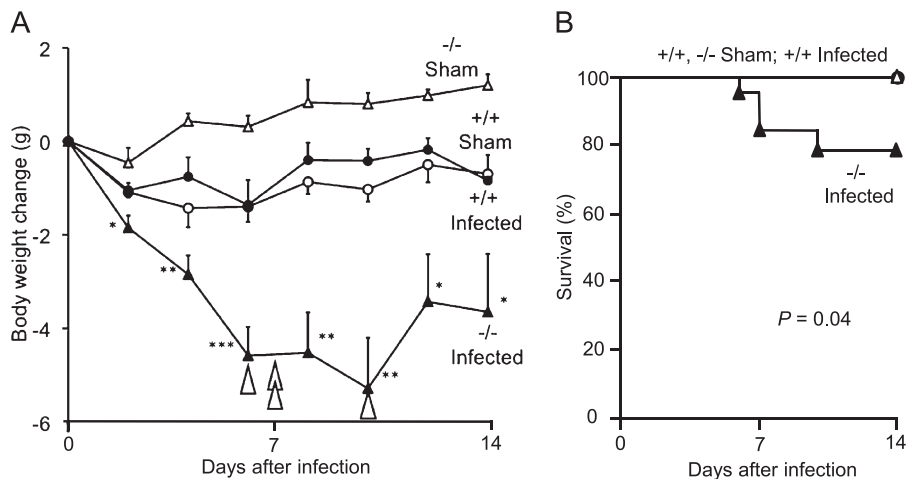 A
2
0
-2
-4
-6
Body weight change (g)
-/-
Sham
+/+
Sham
+/+
Infected
-/-
Infected
*
**
***
**
**
*
*
0
7
14
Days after infection
B
+/+, -/- Sham; +/+ Infected
100
80
60
40
20
0
Survival (%)
-/-
Infected
P = 0.04
0
7
14
Days after infection